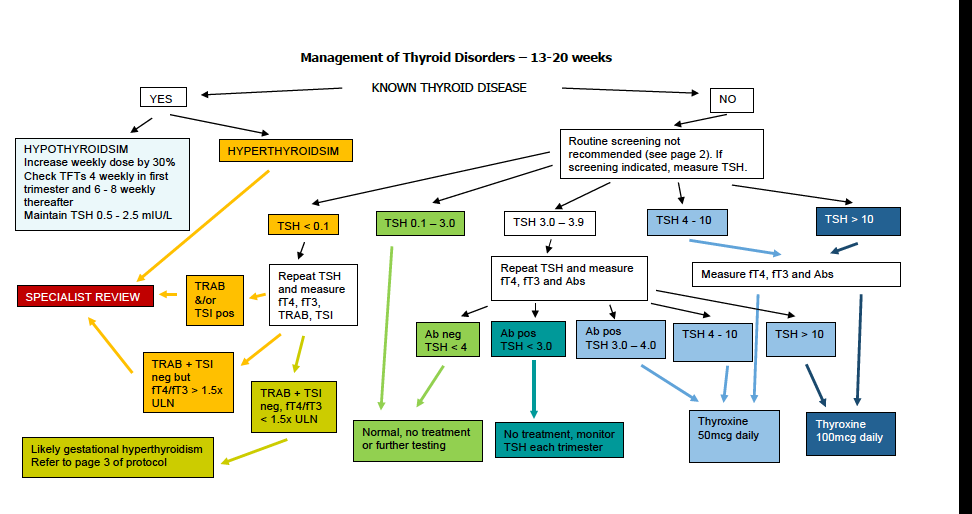 Management of Thyroid Disorders – 13-20 weeks
KNOWN THYROID DISEASE
YES
NO
HYPOTHYROIDSIM
Increase weekly dose by 30%
Check TFTs 4 weekly in first
trimester and 6 - 8 weekly
thereafter
Maintain TSH 0.5 - 2.5 mIU/L
HYPERTHYROIDSIM
Routine screening not
recommended (see page 2). If
screening indicated, measure TSH.
TSH < 0.1
TSH 0.1 – 3.0
TSH 3.0 – 3.9
TSH 4 - 10
TSH > 10
SPECIALIST REVIEW
TRAB
&/or
TSI pos
Repeat TSH
and measure
fT4, fT3,
TRAB, TSI
Repeat TSH and measure
fT4, fT3 and Abs
Measure fT4, fT3 and Abs
Ab neg
TSH < 4
Ab pos
TSH < 3.0
Ab pos
TSH 3.0 – 4.0
TSH 4 - 10
TSH > 10
TRAB + TSI
neg but
fT4/fT3 > 1.5x
ULN
TRAB + TSI
neg, fT4/fT3
< 1.5x ULN
Likely gestational hyperthyroidism
Refer to page 3 of protocol
Normal, no treatment
or further testing
No treatment, monitor
TSH each trimester
Thyroxine
50mcg daily
Thyroxine
100mcg daily